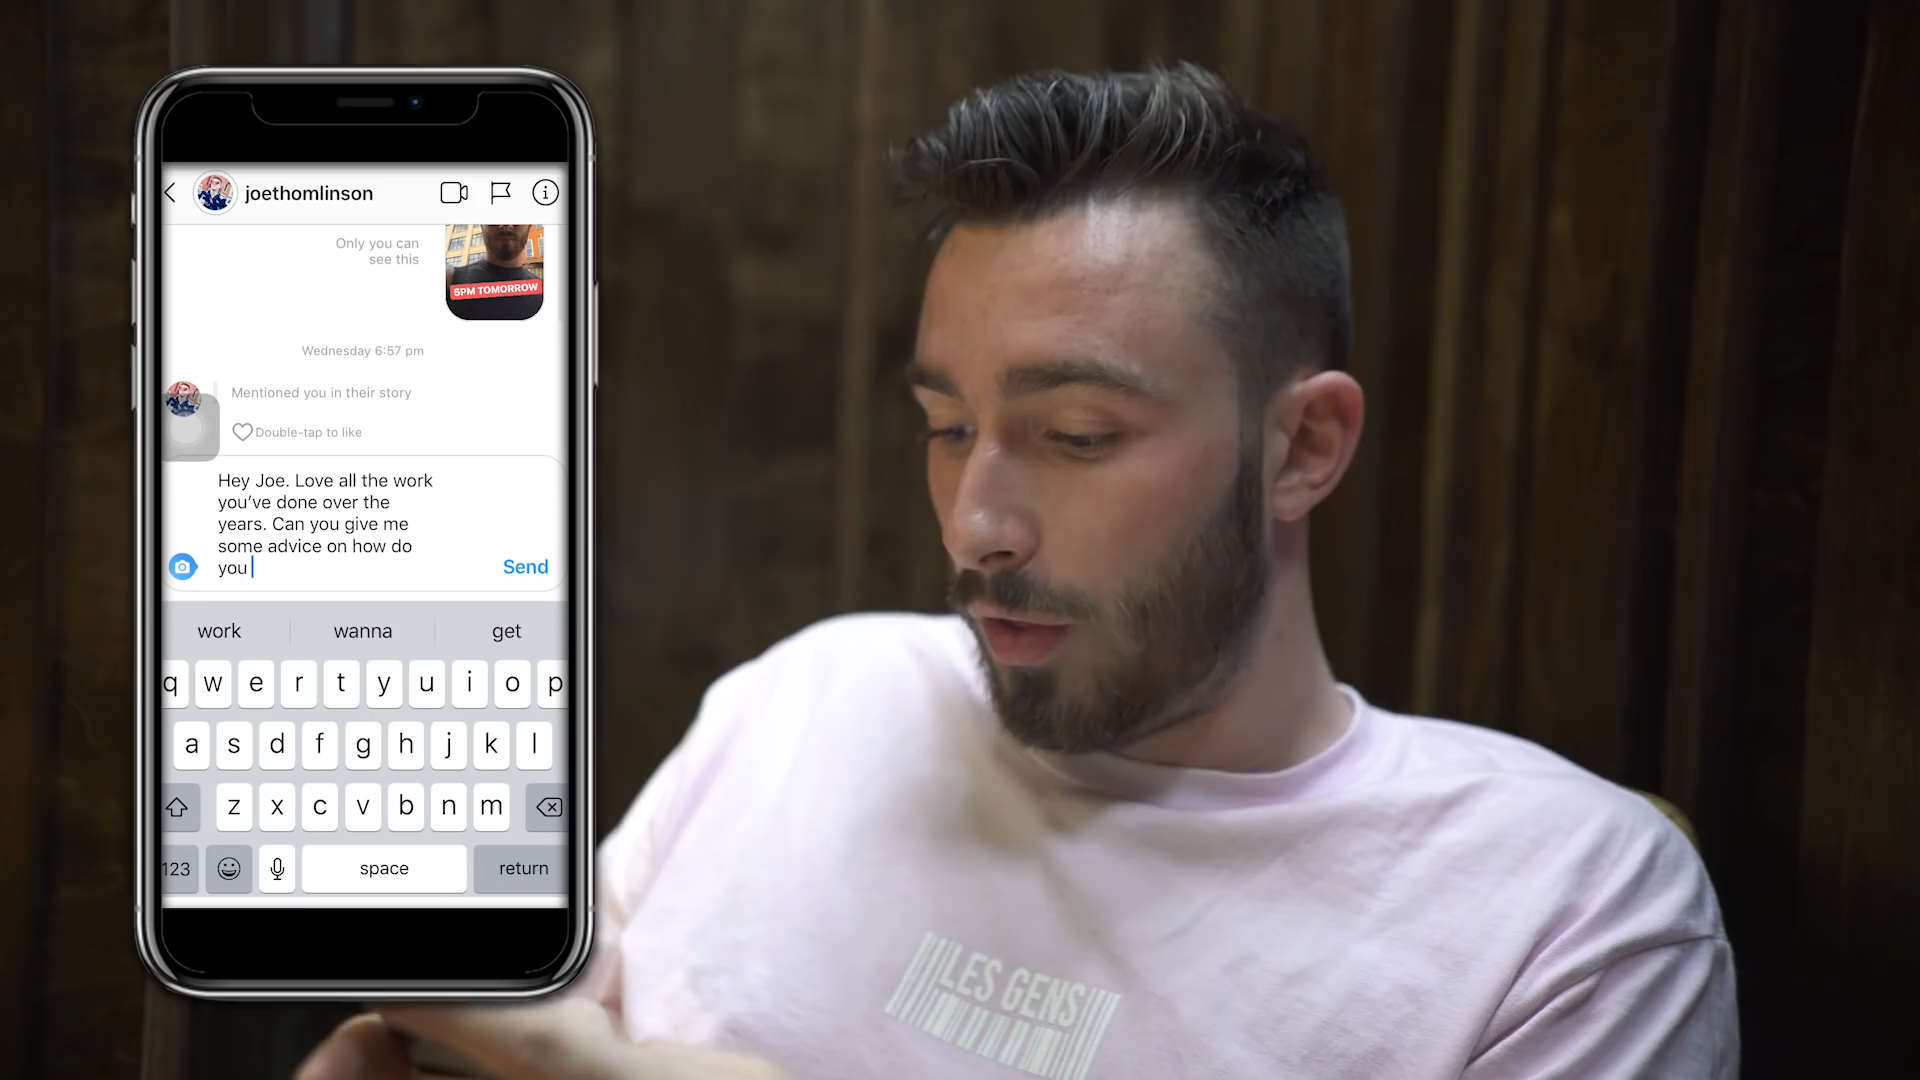 joethomlinson
Only you can
see this
5PM TOMORROW
Wednesday 6:57 pm
Mentioned you in their story
Double-tap to like
Hey Joe. Love all the work
you've done over the
years. Can you give me
some advice on how do
you
Send
work wanna get
q w e r t y u i o p
a s d f g h j k l
z x c v b n m
123 space return
LES GENS